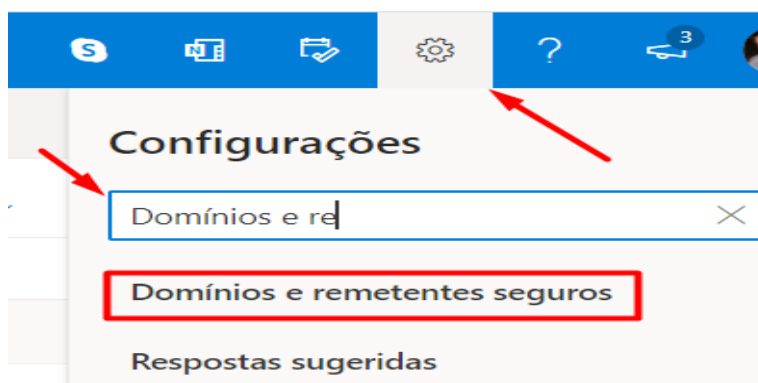 S
N
?
3
Configurações
Domínios e re
Domínios e remetentes seguros
Respostas sugeridas